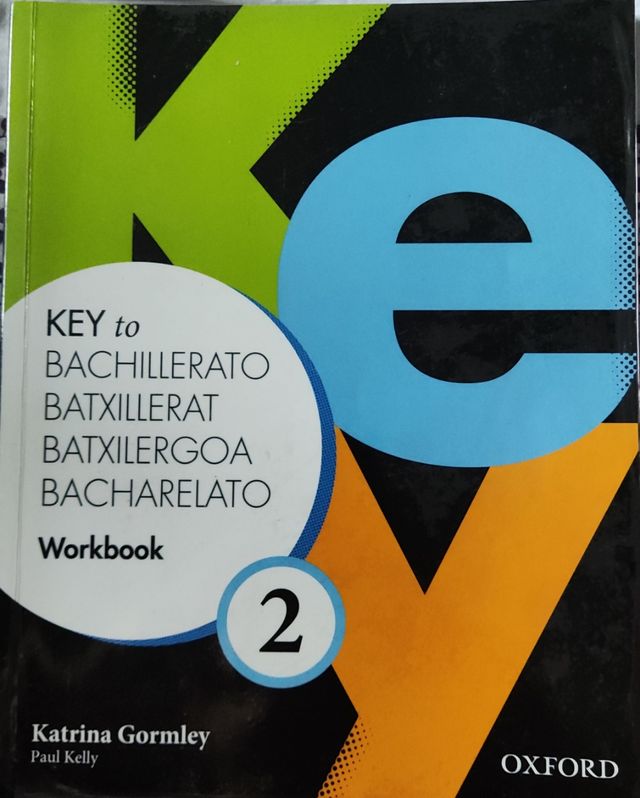 Key
KEY to
BACHILLERATO
BATXILLERAT
BATXILERGOA
BACHARELATO
Workbook
2
Katrina Gormley
Paul Kelly
OXFORD